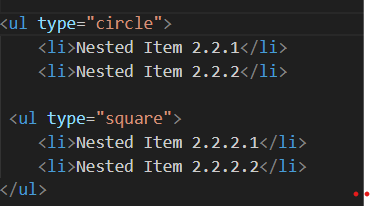 <ul type="circle">
    <li>Nested Item 2.2.1</li>
    <li>Nested Item 2.2.2</li>

 <ul type="square">
    <li>Nested Item 2.2.2.1</li>
    <li>Nested Item 2.2.2.2</li>
</ul>